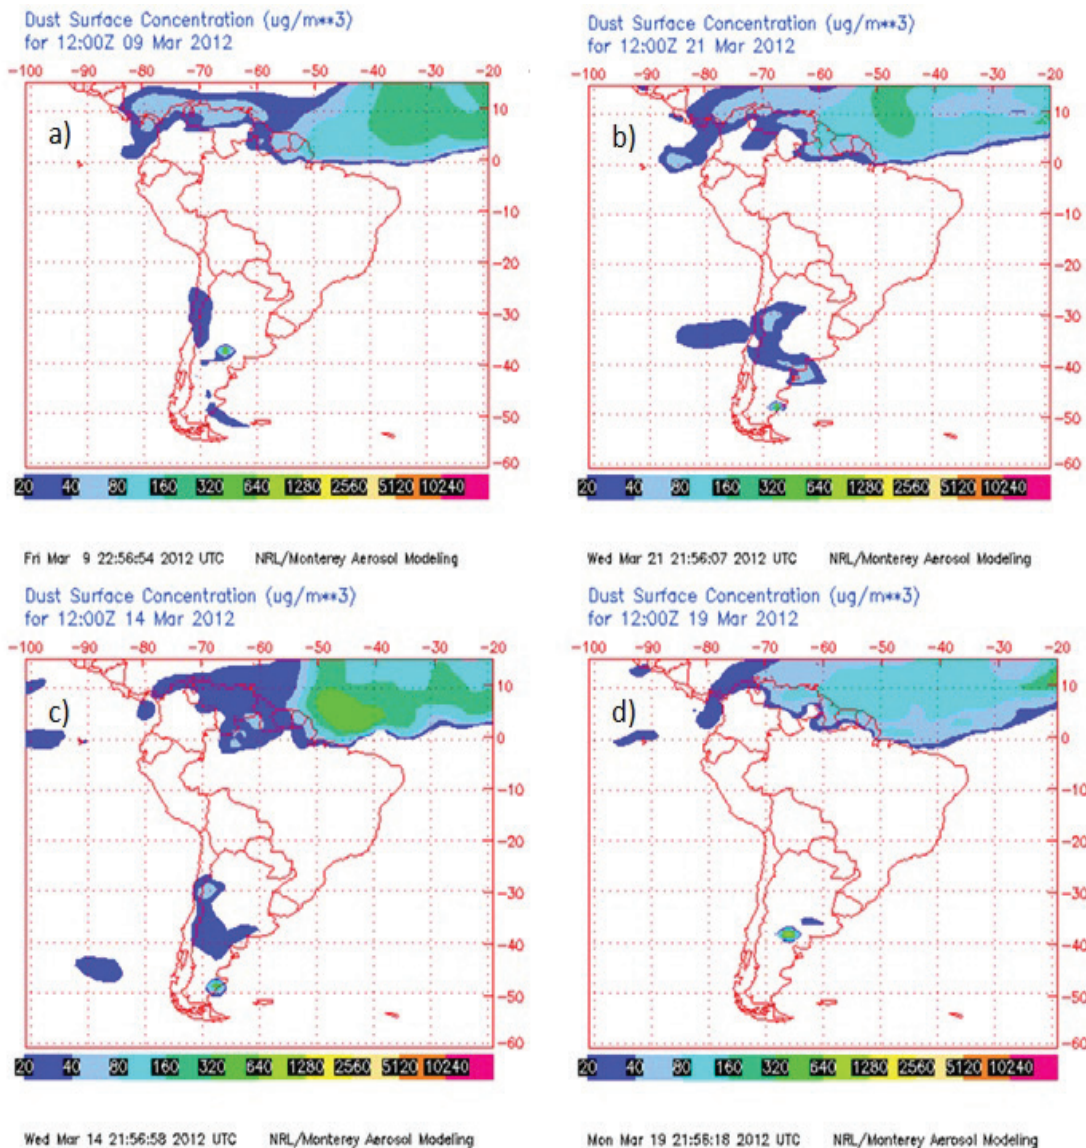 Dust Surface Concentration (ug/m**3)
for 12:00Z 09 Mar 2012
-100 -90 -80 -70 -60 -50 -40 -30 -20
a)
10
0
-10
-20
-30
-40
-50
-60
20 40 80 160 320 640 1280 2560 5120 10240
Fri Mar 9 22:56:54 2012 UTC NRL/Monterey Aerosol Modeling
Dust Surface Concentration (ug/m**3)
for 12:00Z 21 Mar 2012
-100 -90 -80 -70 -60 -50 -40 -30 -20
b)
10
0
-10
-20
-30
-40
-50
-60
20 40 80 160 320 640 1280 2560 5120 10240
Wed Mar 21 21:56:07 2012 UTC NRL/Monterey Aerosol Modeling
Dust Surface Concentration (ug/m**3)
for 12:00Z 14 Mar 2012
-100 -90 -80 -70 -60 -50 -40 -30 -20
c)
10
0
-10
-20
-30
-40
-50
-60
20 40 80 160 320 640 1280 2560 5120 10240
Wed Mar 14 21:56:58 2012 UTC NRL/Monterey Aerosol Modeling
Dust Surface Concentration (ug/m**3)
for 12:00Z 19 Mar 2012
-100 -90 -80 -70 -60 -50 -40 -30 -20
d)
10
0
-10
-20
-30
-40
-50
-60
20 40 80 160 320 640 1280 2560 5120 10240
Mon Mar 19 21:56:18 2012 UTC NRL/Monterey Aerosol Modeling